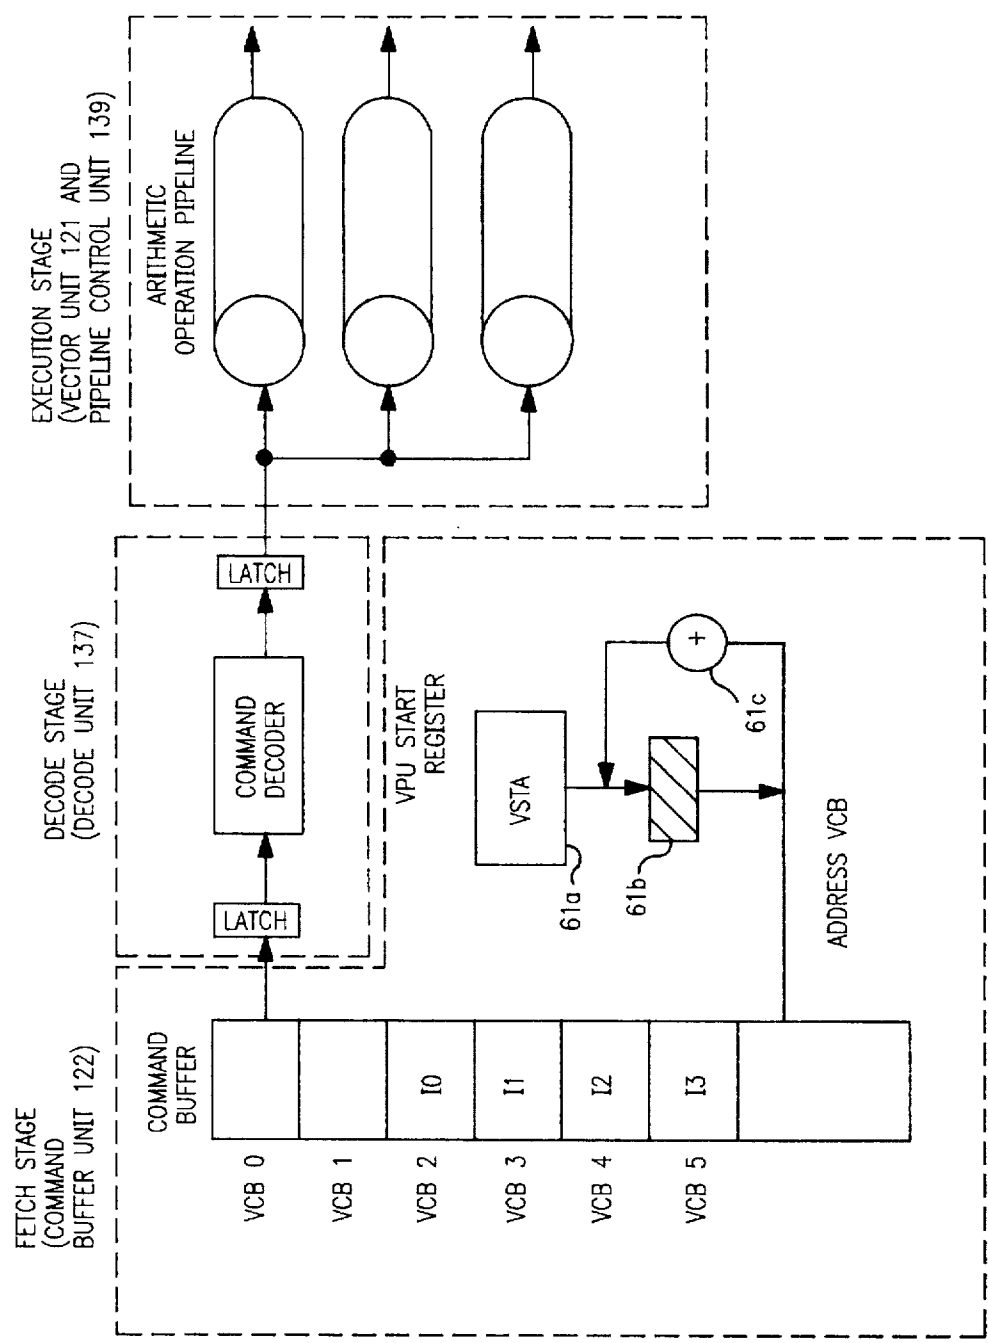 FETCH STAGE
(COMMAND
BUFFER UNIT 122)
DECODE STAGE
(DECODE UNIT 137)
EXECUTION STAGE
(VECTOR UNIT 121 AND
PIPELINE CONTROL UNIT 139)
COMMAND
BUFFER
VCB 0
VCB 1
VCB 2
I0
VCB 3
I1
VCB 4
I2
VCB 5
I3
LATCH
COMMAND
DECODER
LATCH
ARITHMETIC
OPERATION PIPELINE
VPU START
REGISTER
VSTA
61a
61b
61c
+
ADDRESS VCB